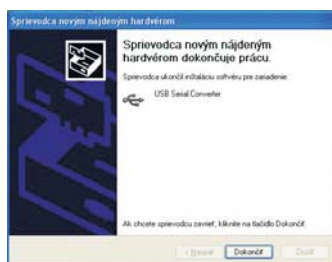 Sprievodca novým nájdeným hardvérom
Sprievodca novým nájdeným
hardvérom dokončuje prácu.
Sprievodca ukončil inštaláciu softvéru pre zariadenie:
USB Serial Converter
Ak chcete sprievodcu zavrieť, kliknite na tlačidlo Dokončiť.
< Naspäť Dokončiť Zrušiť